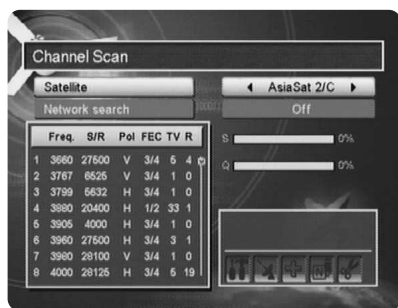 Channel Scan
Satellite
AsiaSat 2/C
Network search
Off
Freq. S/R Pol FEC TV R
1 3660 27500 V 3/4 5 4
2 3767 6525 V 3/4 1 0
3 3799 5632 H 3/4 1 0
4 3880 20400 H 1/2 33 1
5 3905 4000 H 3/4 1 0
6 3960 27500 H 3/4 3 1
7 3980 28100 V 3/4 1 0
8 4000 28125 H 3/4 5 19
S 0%
Q 0%